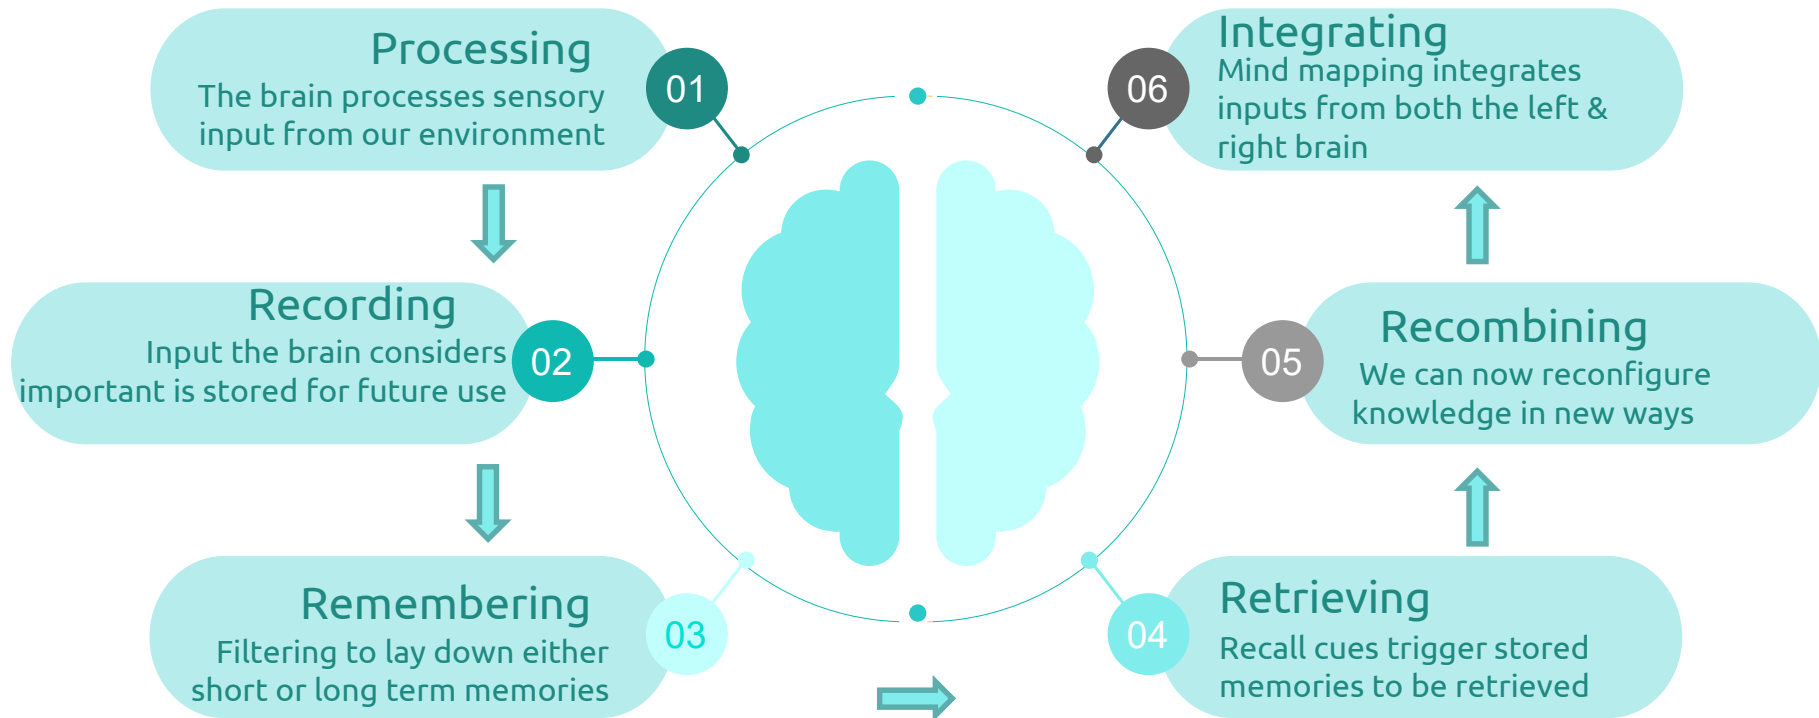 Processing
The brain processes sensory
input from our environment
01
Recording
Input the brain considers
important is stored for future use
02
Remembering
Filtering to lay down either
short or long term memories
03
04
Retrieving
Recall cues trigger stored
memories to be retrieved
05
Recombining
We can now reconfigure
knowledge in new ways
06
Integrating
Mind mapping integrates
inputs from both the left &
right brain